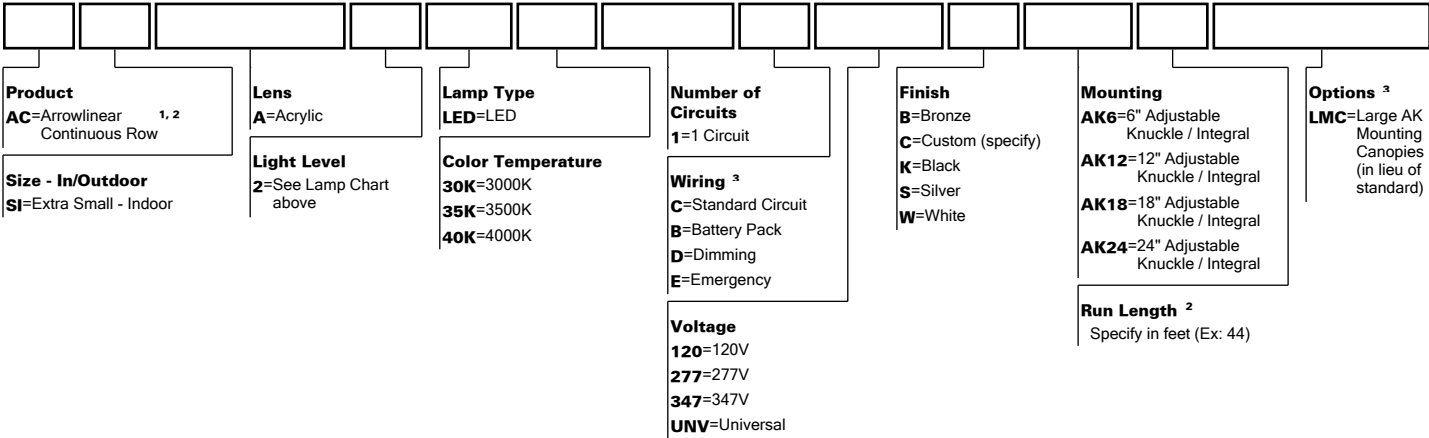 Product
AC=Arrowlinear 1, 2
Continuous Row
Size - In/Outdoor
SI=Extra Small - Indoor
Lens
A=Acrylic
Light Level
2=See Lamp Chart
above
Lamp Type
LED=LED
Color Temperature
30K=3000K
35K=3500K
40K=4000K
Number of
Circuits
1=1 Circuit
Wiring ³
C=Standard Circuit
B=Battery Pack
D=Dimming
E=Emergency
Voltage
120=120V
277=277V
347=347V
UNV=Universal
Finish
B=Bronze
C=Custom (specify)
K=Black
S=Silver
W=White
Mounting
AK6=6" Adjustable
Knuckle / Integral
AK12=12" Adjustable
Knuckle / Integral
AK18=18" Adjustable
Knuckle / Integral
AK24=24" Adjustable
Knuckle / Integral
Run Length ²
Specify in feet (Ex: 44)
Options ³
LMC=Large AK
Mounting
Canopies
(in lieu of
standard)